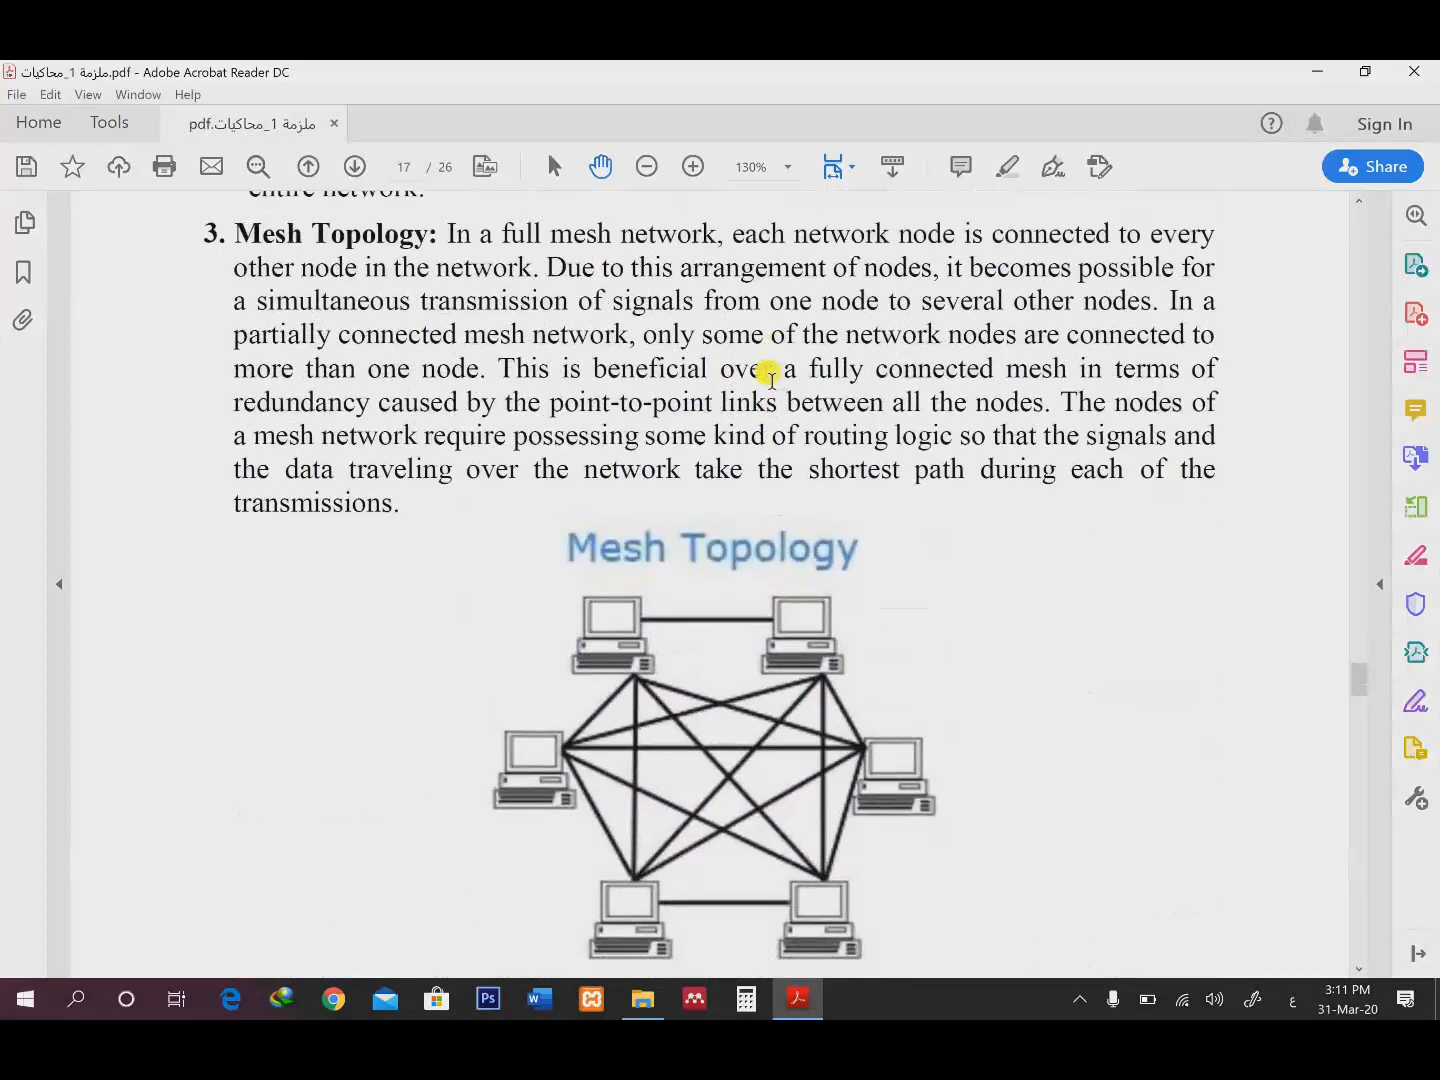 ملزمة 1_محاكيات.pdf - Adobe Acrobat Reader DC
File Edit View Window Help
Home Tools ملزمة 1_محاكيات.pdf × Sign In
17 / 26 130% Share
entire network.
3. Mesh Topology: In a full mesh network, each network node is connected to every
other node in the network. Due to this arrangement of nodes, it becomes possible for
a simultaneous transmission of signals from one node to several other nodes. In a
partially connected mesh network, only some of the network nodes are connected to
more than one node. This is beneficial over a fully connected mesh in terms of
redundancy caused by the point-to-point links between all the nodes. The nodes of
a mesh network require possessing some kind of routing logic so that the signals and
the data traveling over the network take the shortest path during each of the
transmissions.
Mesh Topology
Ps W ع 3:11 PM
31-Mar-20